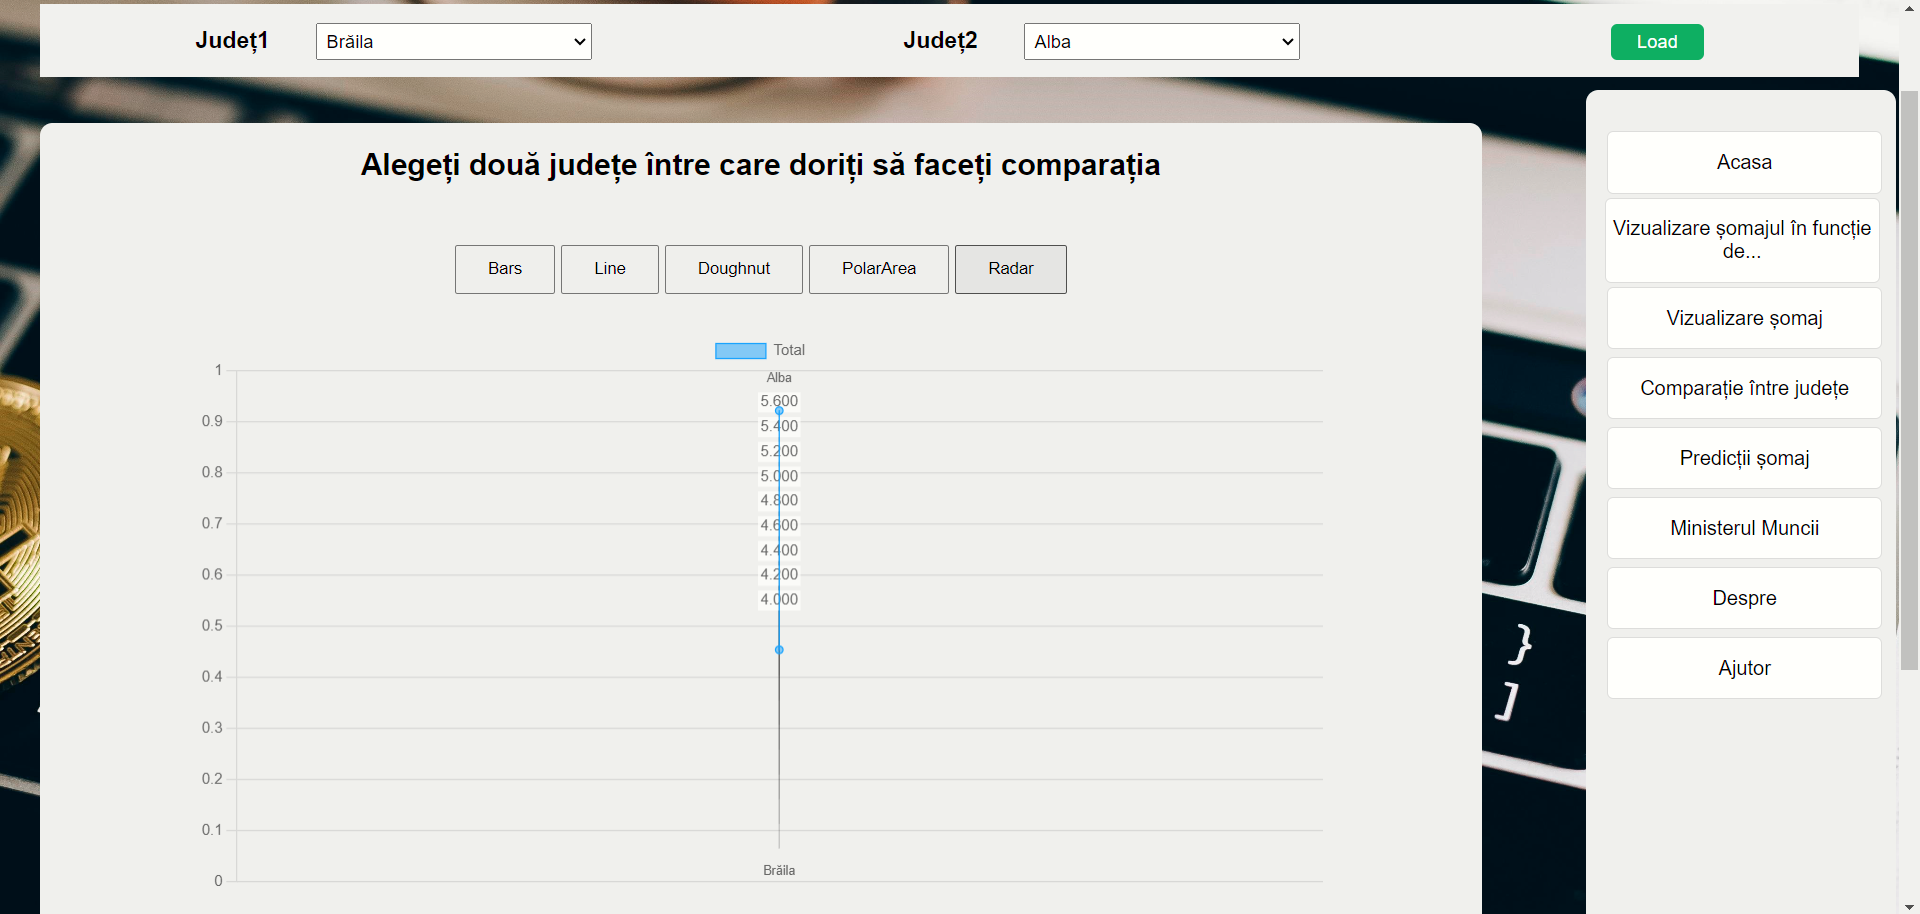 Județ1
Brăila
Județ2
Alba
Load
Alegeți două județe între care doriți să faceți comparația
Bars
Line
Doughnut
PolarArea
Radar
Total
1
0.9
0.8
0.7
0.6
0.5
0.4
0.3
0.2
0.1
0
Alba
5.600
5.400
5.200
5.000
4.800
4.600
4.400
4.200
4.000
Brăila
Acasa
Vizualizare șomajul în funcție
de...
Vizualizare șomaj
Comparație între județe
Predicții șomaj
Ministerul Muncii
Despre
Ajutor
}
]